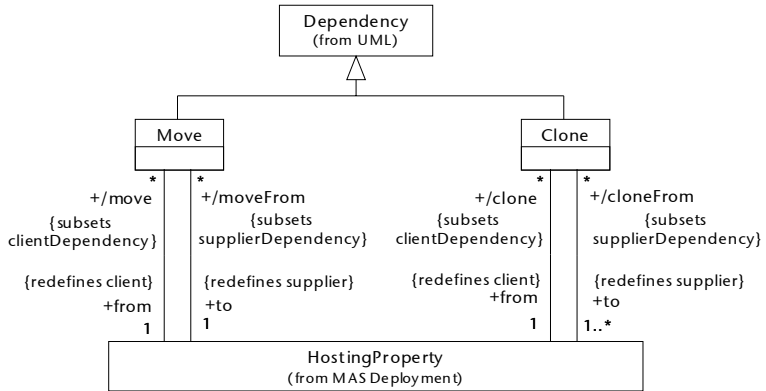 Dependency
(from UML)
Move
Clone
* *
* *
+/move
+/moveFrom
+/clone
+/cloneFrom
{subsets
clientDependency}
{subsets
supplierDependency}
{subsets
clientDependency}
{subsets
supplierDependency}
{redefines client}
+from
1
{redefines supplier}
+to
1
{redefines client}
+from
1
{redefines supplier}
+to
1..*
HostingProperty
(from MAS Deployment)